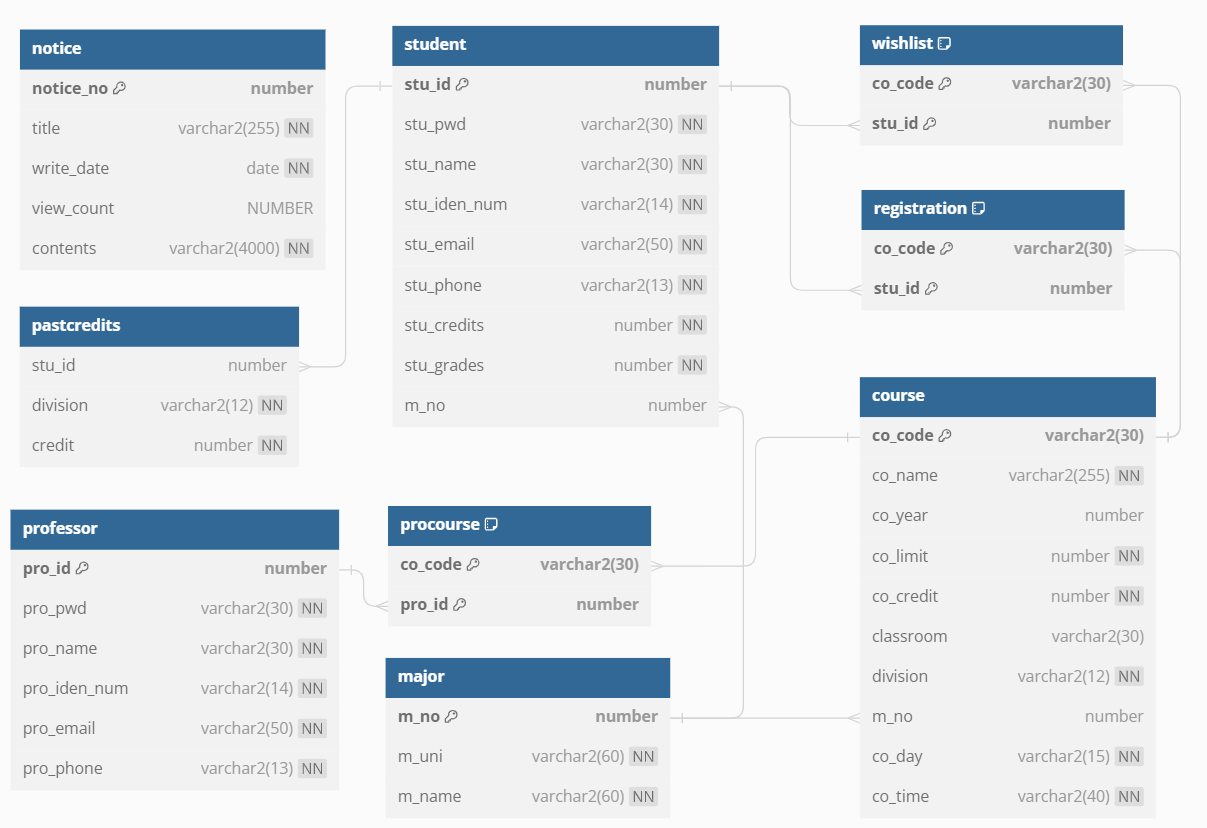 notice
notice_no number
title varchar2(255) NN
write_date date NN
view_count NUMBER
contents varchar2(4000) NN
pastcredits
stu_id number
division varchar2(12) NN
credit number NN
professor
pro_id number
pro_pwd varchar2(30) NN
pro_name varchar2(30) NN
pro_iden_num varchar2(14) NN
pro_email varchar2(50) NN
pro_phone varchar2(13) NN
student
stu_id number
stu_pwd varchar2(30) NN
stu_name varchar2(30) NN
stu_iden_num varchar2(14) NN
stu_email varchar2(50) NN
stu_phone varchar2(13) NN
stu_credits number NN
stu_grades number NN
m_no number
procourse
co_code varchar2(30)
pro_id number
major
m_no number
m_uni varchar2(60) NN
m_name varchar2(60) NN
wishlist
co_code varchar2(30)
stu_id number
registration
co_code varchar2(30)
stu_id number
course
co_code varchar2(30)
co_name varchar2(255) NN
co_year number
co_limit number NN
co_credit number NN
classroom varchar2(30)
division varchar2(12) NN
m_no number
co_day varchar2(15) NN
co_time varchar2(40) NN